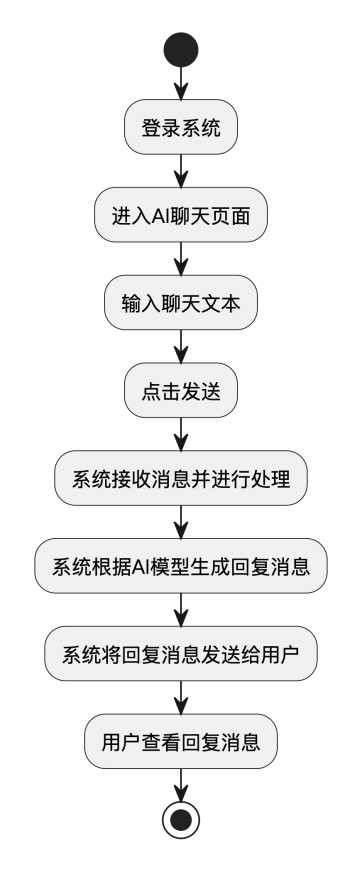 登录系统
进入AI聊天页面
输入聊天文本
点击发送
系统接收消息并进行处理
系统根据AI模型生成回复消息
系统将回复消息发送给用户
用户查看回复消息